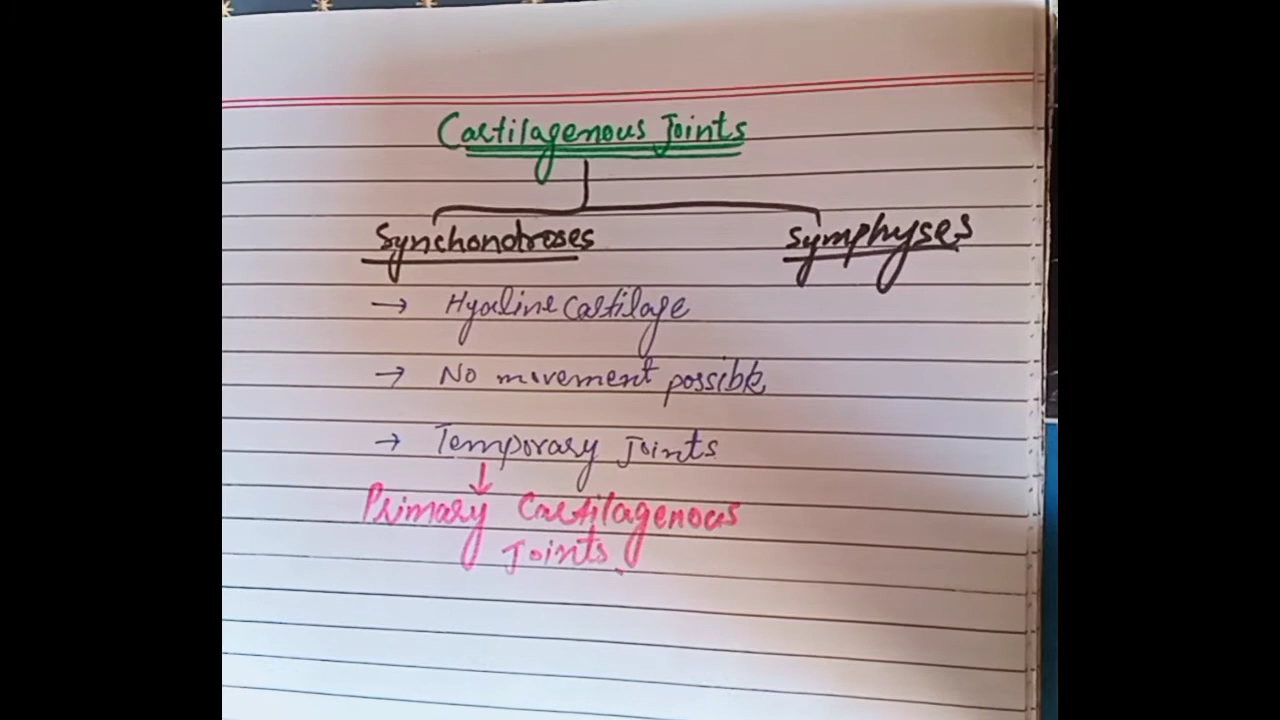 Cartilagenous Joints
Synchondroses Symphyses
→ Hyaline Cartilage
→ No movement possible
→ Temporary Joints
↓
Primary Cartilagenous
Joints.